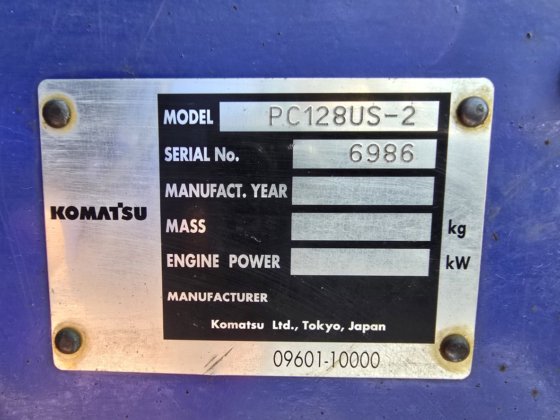 MODEL PC128US-2
SERIAL No. 6986
MANUFACT. YEAR
KOMATSU
MASS kg
ENGINE POWER kW
MANUFACTURER
Komatsu Ltd., Tokyo, Japan
09601-10000